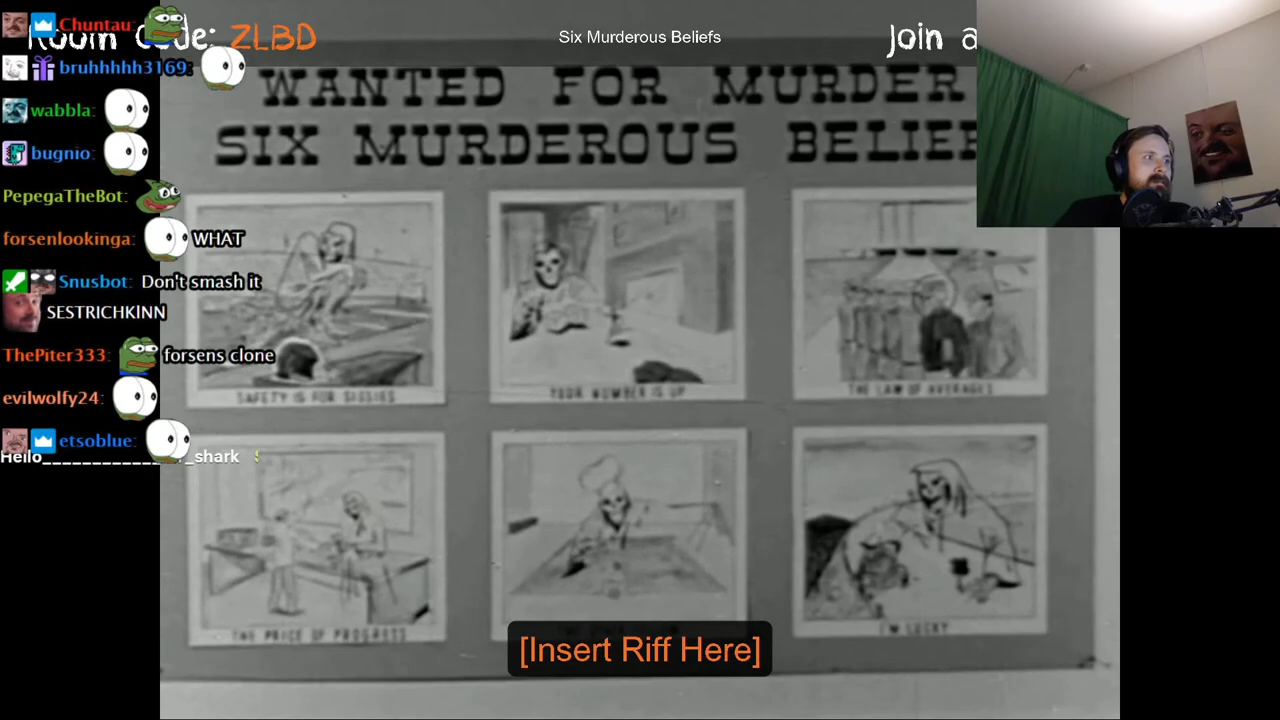 Room Code: ZLBD
Six Murderous Beliefs
Join a
WANTED FOR MURDER
SIX MURDEROUS BELIE
SAFETY IS FOR SISSIES
YOUR NUMBER IS UP
THE LAW OF AVERAGES
THE PRICE OF PROGRESS
I'M LUCKY
[Insert Riff Here]
Chuntau:
bruhhhhh3169:
wabbla:
bugnio:
PepegaTheBot:
forsenlookinga: WHAT
Snusbot: Don't smash it
SESTRICHKINN
ThePiter333: forsens clone
evilwolfy24:
etsoblue: